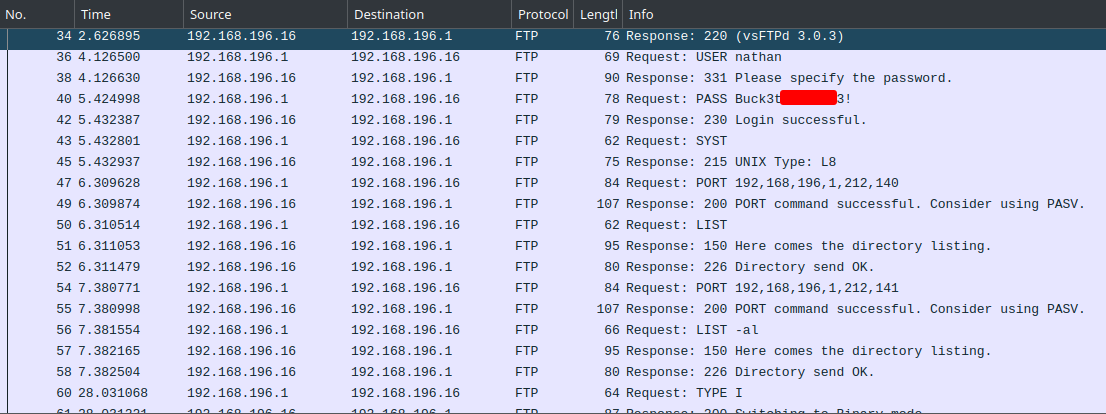 No. Time Source Destination Protocol Lengtl Info
34 2.626895 192.168.196.16 192.168.196.1 FTP 76 Response: 220 (vsFTPd 3.0.3)
36 4.126500 192.168.196.1 192.168.196.16 FTP 69 Request: USER nathan
38 4.126630 192.168.196.16 192.168.196.1 FTP 90 Response: 331 Please specify the password.
40 5.424998 192.168.196.1 192.168.196.16 FTP 78 Request: PASS Buck3t 3!
42 5.432387 192.168.196.16 192.168.196.1 FTP 79 Response: 230 Login successful.
43 5.432801 192.168.196.1 192.168.196.16 FTP 62 Request: SYST
45 5.432937 192.168.196.16 192.168.196.1 FTP 75 Response: 215 UNIX Type: L8
47 6.309628 192.168.196.1 192.168.196.16 FTP 84 Request: PORT 192,168,196,1,212,140
49 6.309874 192.168.196.16 192.168.196.1 FTP 107 Response: 200 PORT command successful. Consider using PASV.
50 6.310514 192.168.196.1 192.168.196.16 FTP 62 Request: LIST
51 6.311053 192.168.196.16 192.168.196.1 FTP 95 Response: 150 Here comes the directory listing.
52 6.311479 192.168.196.16 192.168.196.1 FTP 80 Response: 226 Directory send OK.
54 7.380771 192.168.196.1 192.168.196.16 FTP 84 Request: PORT 192,168,196,1,212,141
55 7.380998 192.168.196.16 192.168.196.1 FTP 107 Response: 200 PORT command successful. Consider using PASV.
56 7.381554 192.168.196.1 192.168.196.16 FTP 66 Request: LIST -al
57 7.382165 192.168.196.16 192.168.196.1 FTP 95 Response: 150 Here comes the directory listing.
58 7.382504 192.168.196.16 192.168.196.1 FTP 80 Response: 226 Directory send OK.
60 28.031068 192.168.196.1 192.168.196.16 FTP 64 Request: TYPE I